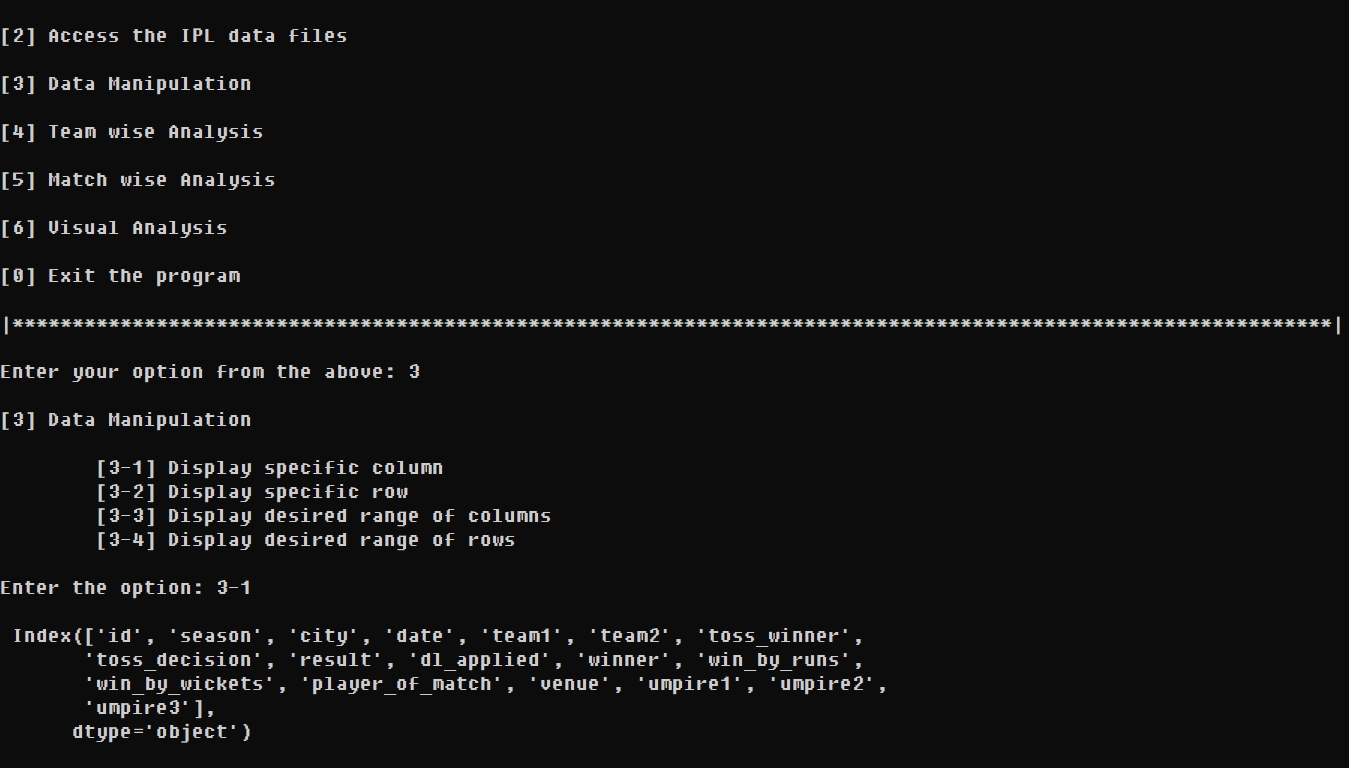 [2] Access the IPL data files
[3] Data Manipulation
[4] Team wise Analysis
[5] Match wise Analysis
[6] Visual Analysis
[0] Exit the program
|**************************************************************************************************************|
Enter your option from the above: 3
[3] Data Manipulation
[3-1] Display specific column
[3-2] Display specific row
[3-3] Display desired range of columns
[3-4] Display desired range of rows
Enter the option: 3-1
Index(['id', 'season', 'city', 'date', 'team1', 'team2', 'toss_winner',
'toss_decision', 'result', 'dl_applied', 'winner', 'win_by_runs',
'win_by_wickets', 'player_of_match', 'venue', 'umpire1', 'umpire2',
'umpire3'],
dtype='object')